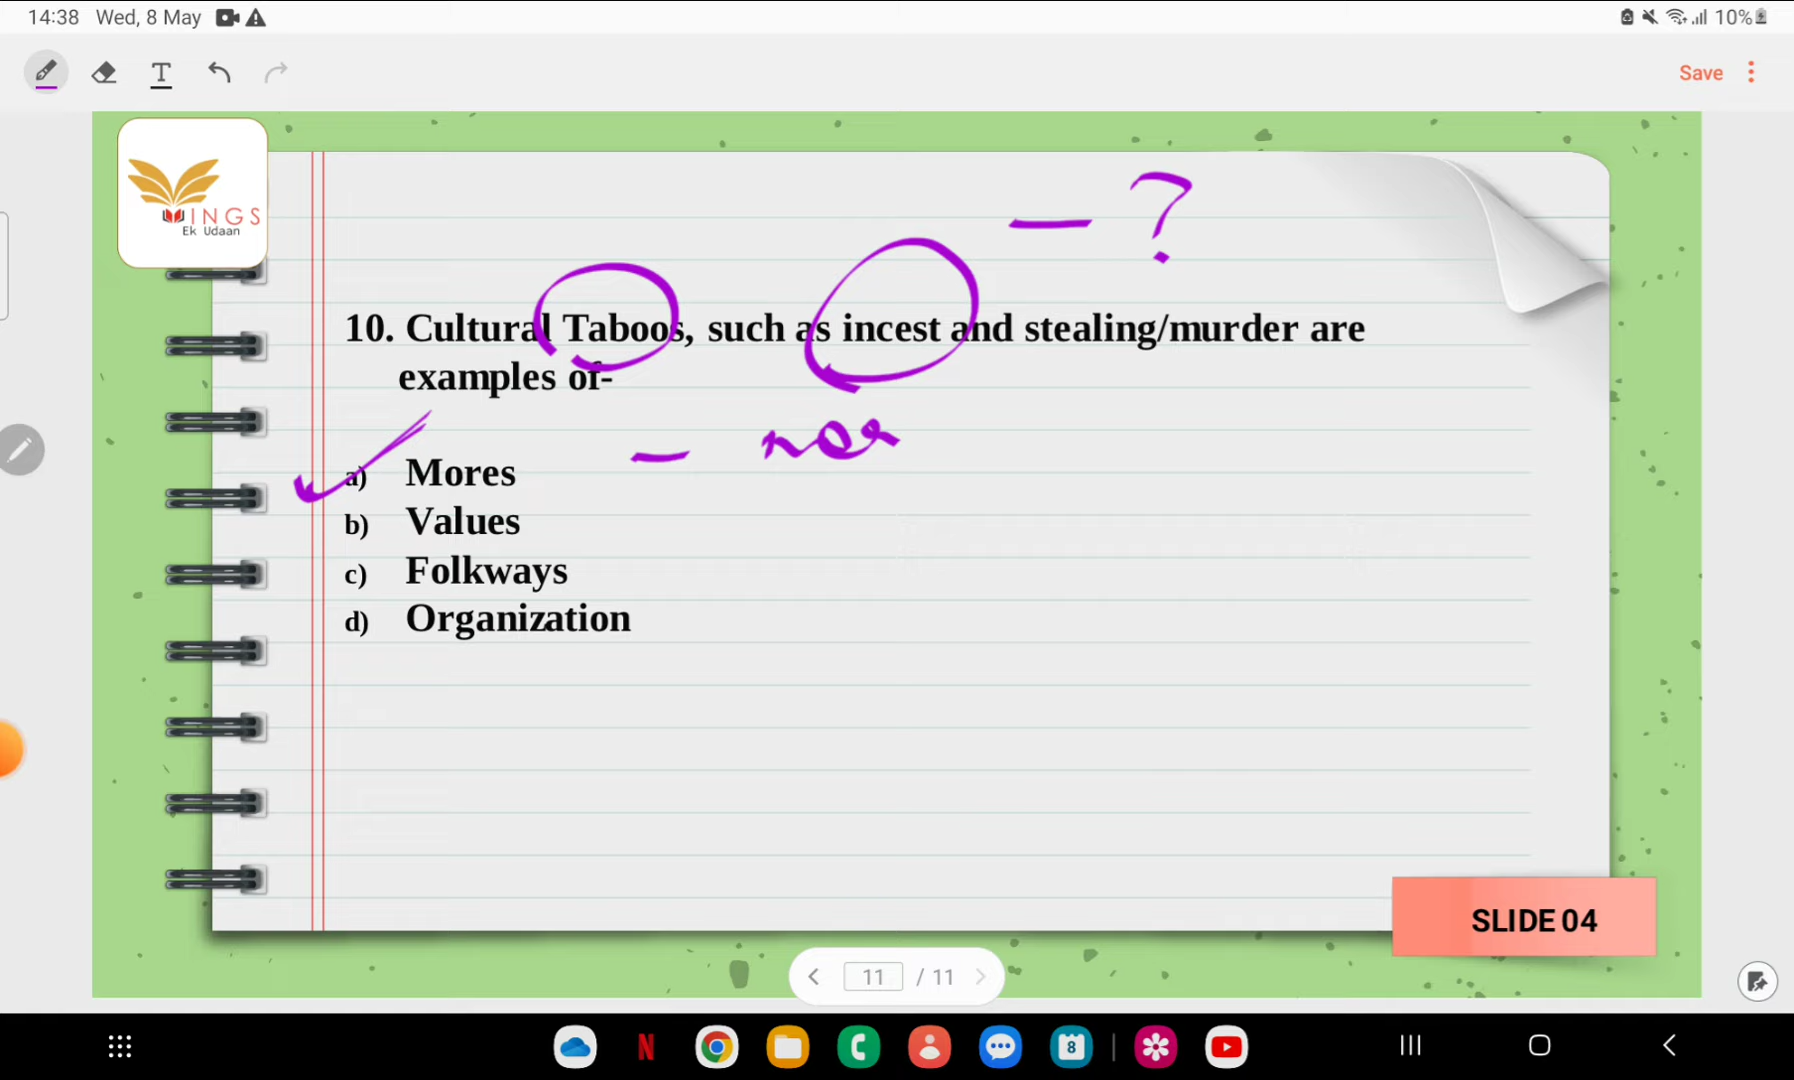 14:38 Wed, 8 May
10%
T
Save
WINGS
Ek Udaan
?
10. Cultural Taboos, such as incest and stealing/murder are
examples of-
a) Mores
b) Values
c) Folkways
d) Organization
SLIDE 04
11 / 11
N
8